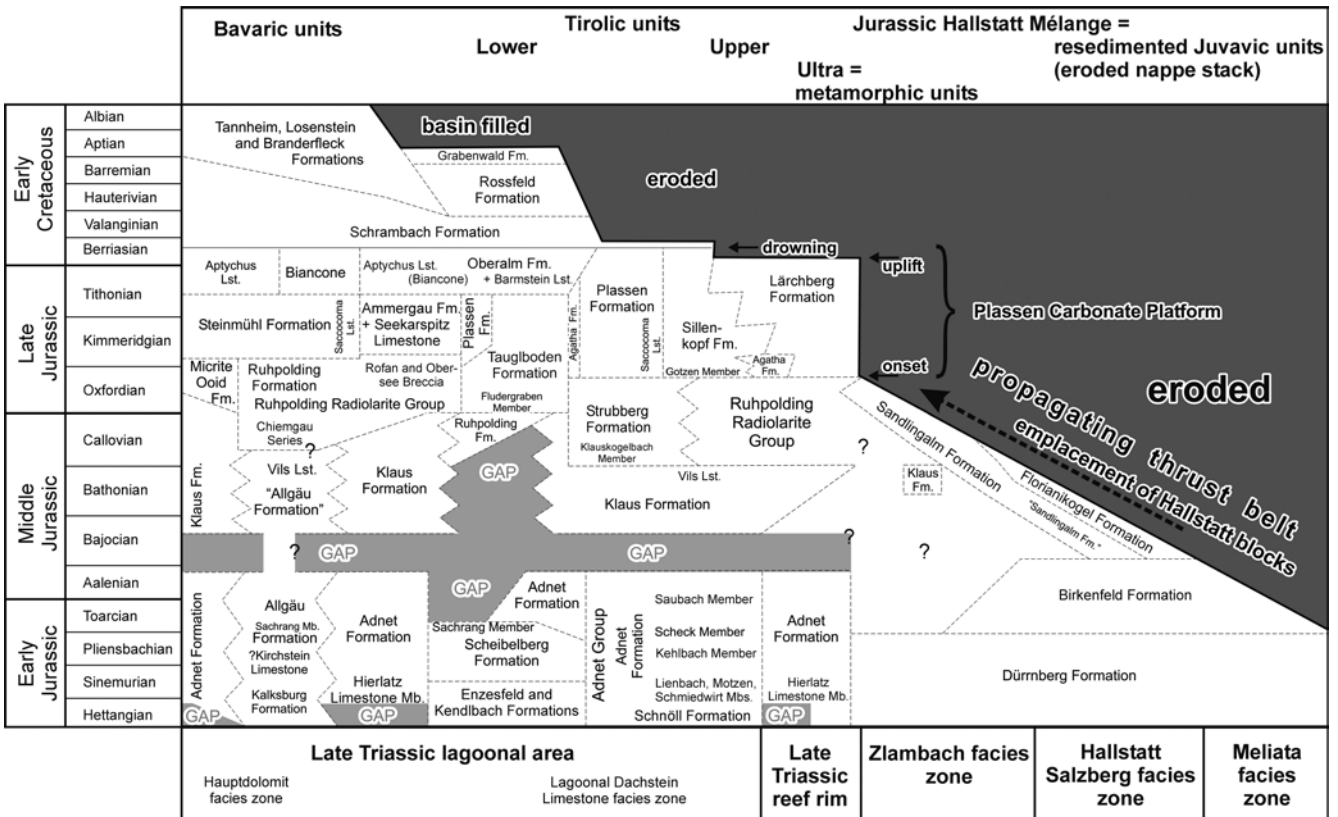 Bavaric units
Tirolic units
Lower
Upper
Jurassic Hallstatt Mélange =
resedimented Juvavic units
(eroded nappe stack)
Ultra =
metamorphic units
Early
Cretaceous
Albian
Aptian
Barremian
Hauterivian
Valanginian
Berriasian
Late
Jurassic
Tithonian
Kimmeridgian
Oxfordian
Middle
Jurassic
Callovian
Bathonian
Bajocian
Aalenian
Early
Jurassic
Toarcian
Pliensbachian
Sinemurian
Hettangian
Tannheim, Losenstein
and Branderfleck
Formations
basin filled
Grabenwald Fm.
Rossfeld
Formation
eroded
Schrambach Formation
drowning
uplift
Plassen Carbonate Platform
onset
eroded
propagating thrust belt
emplacement of Hallstatt blocks
Aptychus
Lst.
Biancone
Aptychus Lst.
(Biancone)
Oberalm Fm.
+ Barmstein Lst.
Steinmühl Formation
Saccocoma
Lst.
Ammergau Fm.
+ Seekarspitz
Limestone
Plassen
Fm.
Agatha Fm.
Plassen
Formation
Saccocoma
Lst.
Lärchberg
Formation
Sillen-
kopf Fm.
Gotzen Member
Agatha
Fm.
Micrite
Ooid
Fm.
Ruhpolding
Formation
Rofan and Ober-
see Breccia
Ruhpolding Radiolarite Group
Tauglboden
Formation
Fludergraben
Member
Chiemgau
Series
?
Ruhpolding
Fm.
Strubberg
Formation
Klauskogelbach
Member
Ruhpolding
Radiolarite
Group
?
Sandlingalm Formation
Klaus
Fm.
Florianikogel Formation
"Sandlingalm Fm."
Klaus Fm.
Vils Lst.
"Allgäu
Formation"
Klaus
Formation
GAP
Vils Lst.
Klaus Formation
?
GAP
GAP
?
?
Birkenfeld Formation
Dürrnberg Formation
Adnet Formation
GAP
Allgäu
Sachrang Mb.
Formation
?Kirchstein
Limestone
Kalksburg
Formation
Adnet
Formation
Hierlatz
Limestone Mb.
GAP
GAP
Adnet
Formation
Sachrang Member
Scheibelberg
Formation
Enzesfeld and
Kendlbach Formations
Adnet Group
Adnet
Formation
Saubach Member
Scheck Member
Kehlbach Member
Lienbach, Motzen,
Schmiedwirt Mbs.
Schnöll Formation
Adnet
Formation
Hierlatz
Limestone Mb.
GAP
Late Triassic lagoonal area
Hauptdolomit
facies zone
Lagoonal Dachstein
Limestone facies zone
Late
Triassic
reef rim
Zlambach facies
zone
Hallstatt
Salzberg facies
zone
Meliata
facies
zone